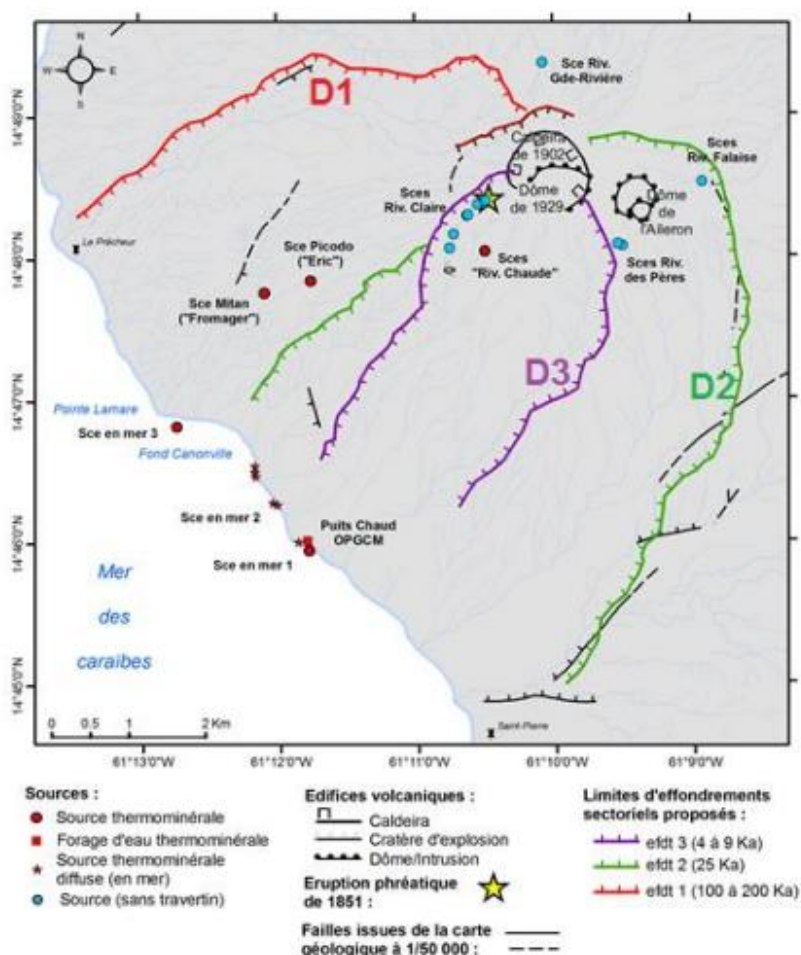 N
W
E
S
D1
Sce Riv.
Gde-Rivière
Caldeira
de 1902
Sces
Riv. Falaise
Sces
Riv. Claire
Dôme
de 1929
Dôme
de
l'Aileron
Le Prêcheur
Sce Picodo
("Eric")
Sces
"Riv. Chaude"
Sces Riv.
des Pères
Sce Mitan
("Fromager")
D3
D2
Pointe Lamare
Sce en mer 3
Fond Canonville
Sce en mer 2
Puits Chaud
OPGCM
Sce en mer 1
Mer
des
caraïbes
Saint-Pierre
0 0.5 1 2 Km
14°49'0"N
14°48'0"N
14°47'0"N
14°46'0"N
14°45'0"N
61°13'0"W 61°12'0"W 61°11'0"W 61°10'0"W 61°9'0"W
Sources :
Source thermominérale
Forage d'eau thermominérale
Source thermominérale
diffuse (en mer)
Source (sans travertin)
Edifices volcaniques :
Caldeira
Cratère d'explosion
Dôme/Intrusion
Eruption phréatique
de 1851 :
Failles issues de la carte
géologique à 1/50 000 :
Limites d'effondrements
sectoriels proposés :
efdt 3 (4 à 9 Ka)
efdt 2 (25 Ka)
efdt 1 (100 à 200 Ka)